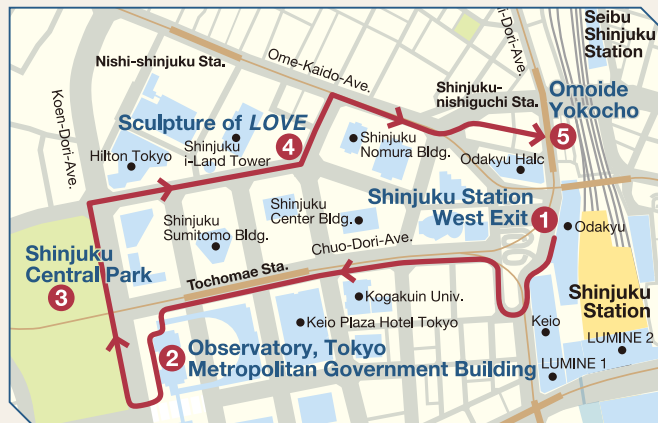 Seibu
Shinjuku
Station
i-Dori-Ave.
Nishi-shinjuku Sta.
Ome-Kaido-Ave.
Koen-Dori-Ave.
Shinjuku-
nishiguchi Sta.
Omoide
Yokocho
5
Sculpture of LOVE
4
Hilton Tokyo
Shinjuku
i-Land Tower
Shinjuku
Nomura Bldg.
Odakyu Halc
Shinjuku Station
West Exit
1
Odakyu
Shinjuku
Center Bldg.
Shinjuku
Sumitomo Bldg.
Chuo-Dori-Ave.
Shinjuku
Central Park
3
Tochomae Sta.
Kogakuin Univ.
Keio Plaza Hotel Tokyo
Shinjuku
Station
Keio
LUMINE 2
LUMINE 1
2
Observatory, Tokyo
Metropolitan Government Building